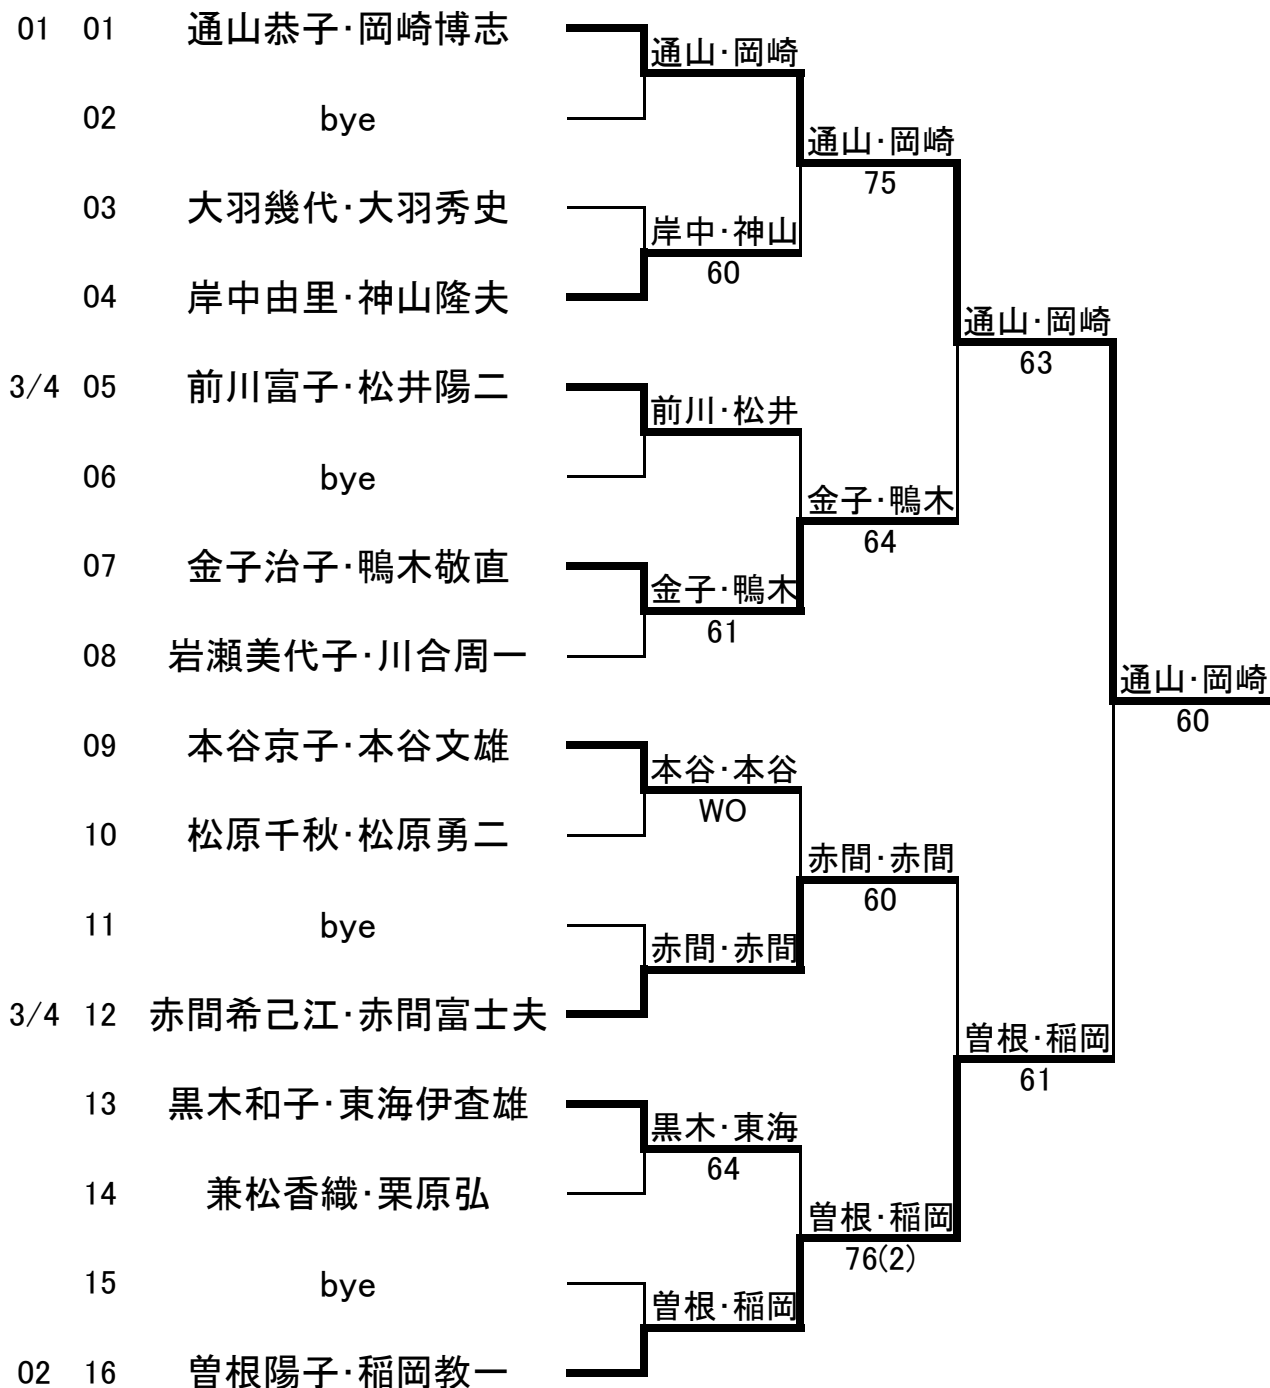 01 01 通山恭子・岡崎博志
通山・岡崎
02 bye
通山・岡崎
75
03 大羽幾代・大羽秀史
岸中・神山
60
04 岸中由里・神山隆夫
通山・岡崎
63
3/4 05 前川富子・松井陽二
前川・松井
06 bye
金子・鴨木
64
07 金子治子・鴨木敬直
金子・鴨木
61
08 岩瀬美代子・川合周一
通山・岡崎
60
09 本谷京子・本谷文雄
本谷・本谷
WO
10 松原千秋・松原勇二
赤間・赤間
60
11 bye
赤間・赤間
3/4 12 赤間希己江・赤間富士夫
曽根・稲岡
61
13 黒木和子・東海伊査雄
黒木・東海
64
14 兼松香織・栗原弘
曽根・稲岡
76(2)
15 bye
曽根・稲岡
02 16 曽根陽子・稲岡教一